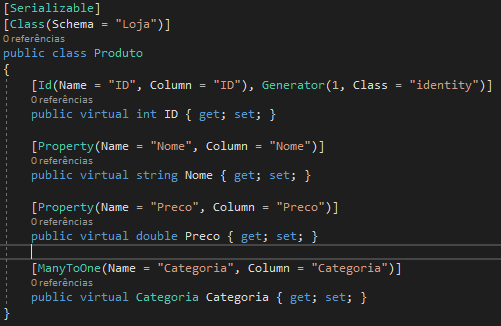 [Serializable]
[Class(Schema = "Loja")]
0 referências
public class Produto
{
[Id(Name = "ID", Column = "ID"), Generator(1, Class = "identity")]
0 referências
public virtual int ID { get; set; }
[Property(Name = "Nome", Column = "Nome")]
0 referências
public virtual string Nome { get; set; }
[Property(Name = "Preco", Column = "Preco")]
0 referências
public virtual double Preco { get; set; }
[ManyToOne(Name = "Categoria", Column = "Categoria")]
0 referências
public virtual Categoria Categoria { get; set; }
}